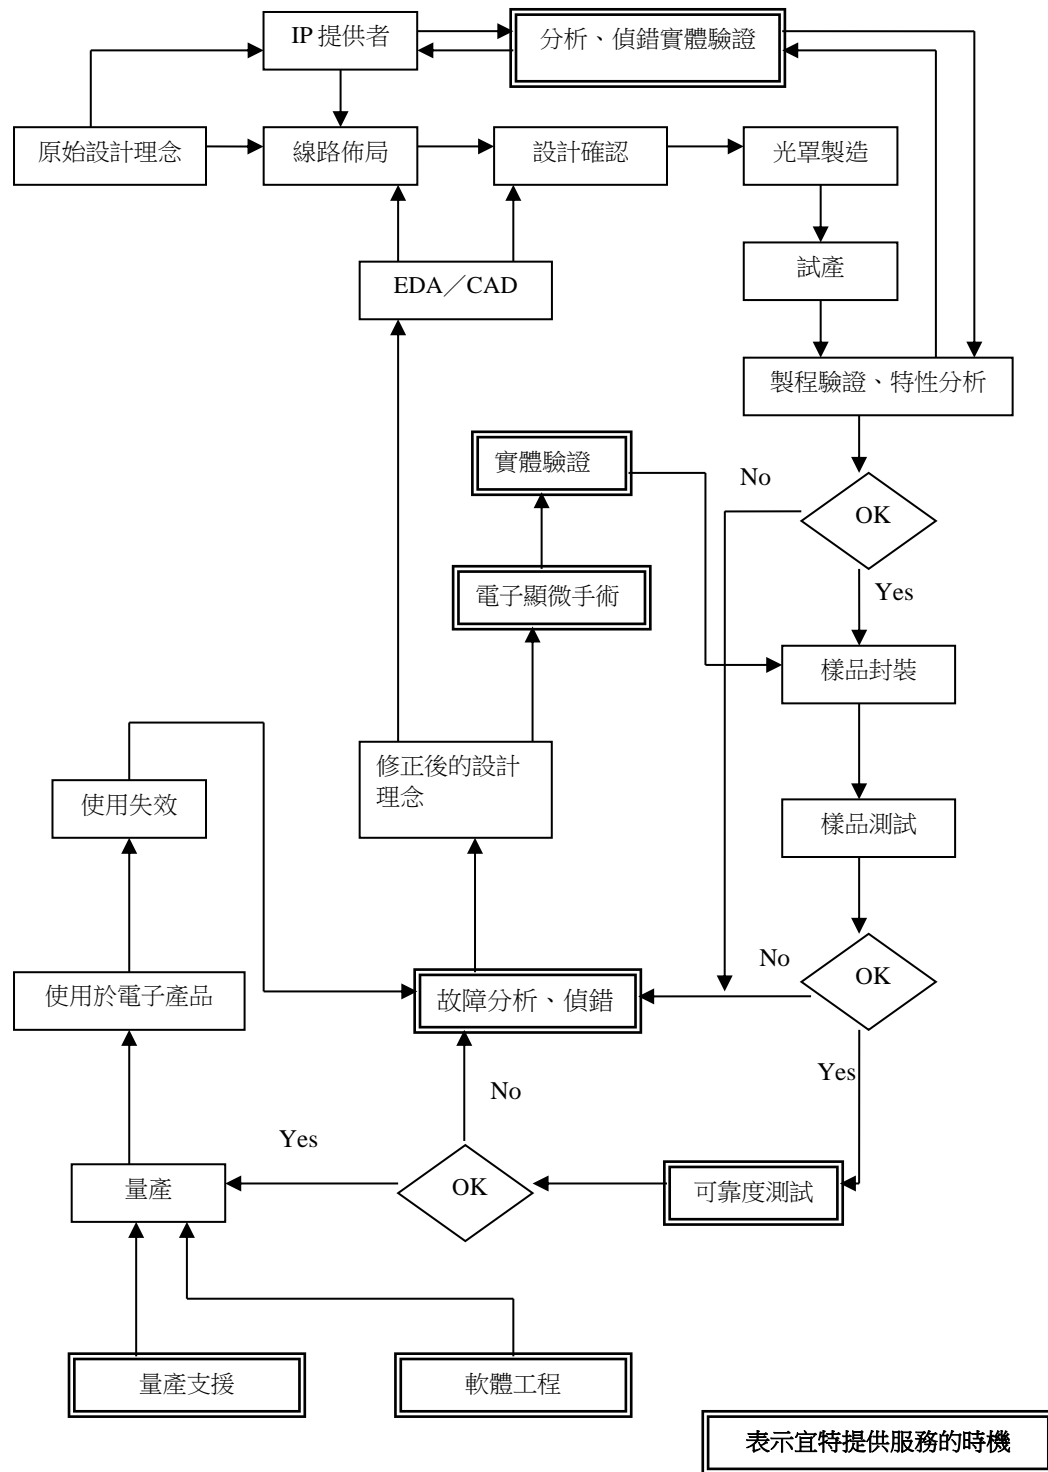 IP 提供者
分析、偵錯實體驗證
原始設計理念
線路佈局
設計確認
光罩製造
EDA／CAD
試產
製程驗證、特性分析
實體驗證
No
OK
電子顯微手術
Yes
樣品封裝
修正後的設計
理念
使用失效
樣品測試
No
OK
使用於電子產品
故障分析、偵錯
Yes
No
Yes
量產
OK
可靠度測試
量產支援
軟體工程
表示宜特提供服務的時機